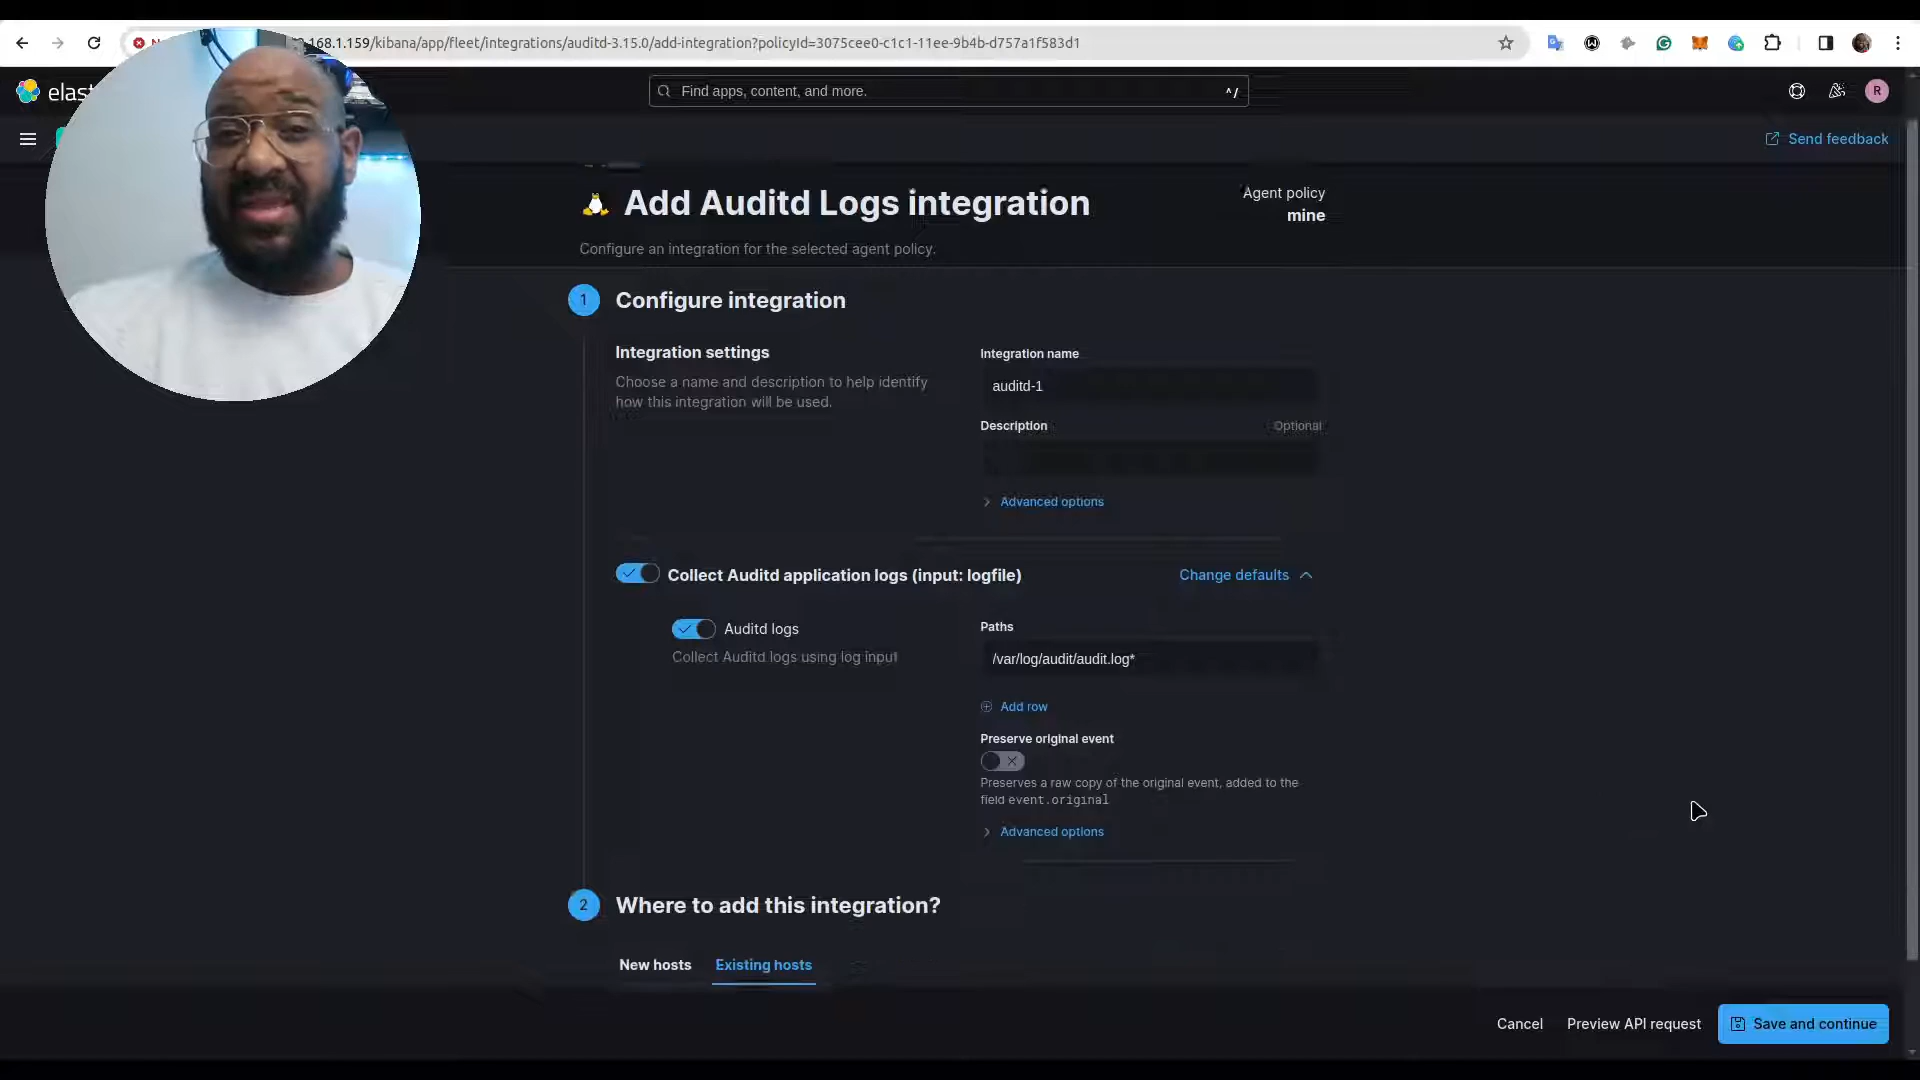 .168.1.159/kibana/app/fleet/integrations/auditd-3.15.0/add-integration?policyId=3075cee0-c1c1-11ee-9b4b-d757a1f583d1
elast
Find apps, content, and more.
^/
R
Send feedback
Add Auditd Logs integration
Agent policy
mine
Configure an integration for the selected agent policy.
1
Configure integration
Integration settings
Choose a name and description to help identify
how this integration will be used.
Integration name
auditd-1
Description
Optional
Advanced options
Collect Auditd application logs (input: logfile)
Change defaults
Auditd logs
Collect Auditd logs using log input
Paths
/var/log/audit/audit.log*
Add row
Preserve original event
Preserves a raw copy of the original event, added to the
field event.original
Advanced options
2
Where to add this integration?
New hosts
Existing hosts
Cancel
Preview API request
Save and continue